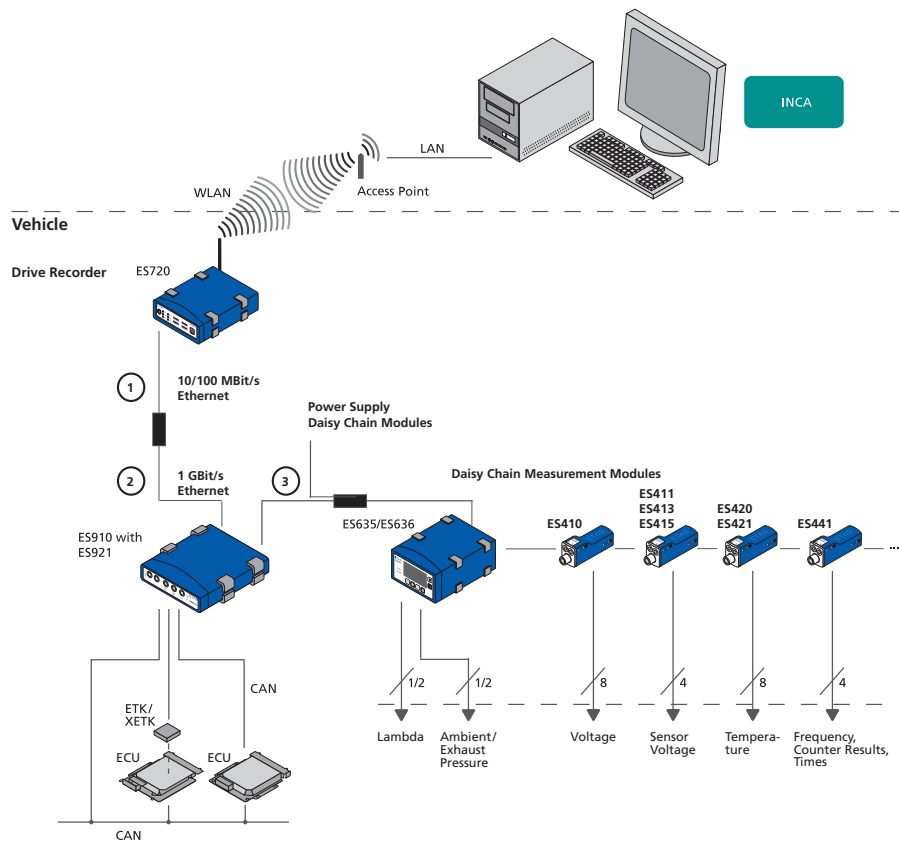 INCA
LAN
WLAN
Access Point
Vehicle
Drive Recorder
ES720
1
10/100 MBit/s
Ethernet
Power Supply
Daisy Chain Modules
2
1 GBit/s
Ethernet
3
Daisy Chain Measurement Modules
ES910 with
ES921
ES635/ES636
ES410
ES411
ES413
ES415
ES420
ES421
ES441
1/2
1/2
8
4
8
4
CAN
ETK/
XETK
ECU
ECU
Lambda
Ambient/
Exhaust
Pressure
Voltage
Sensor
Voltage
Tempera-
ture
Frequency,
Counter Results,
Times
CAN